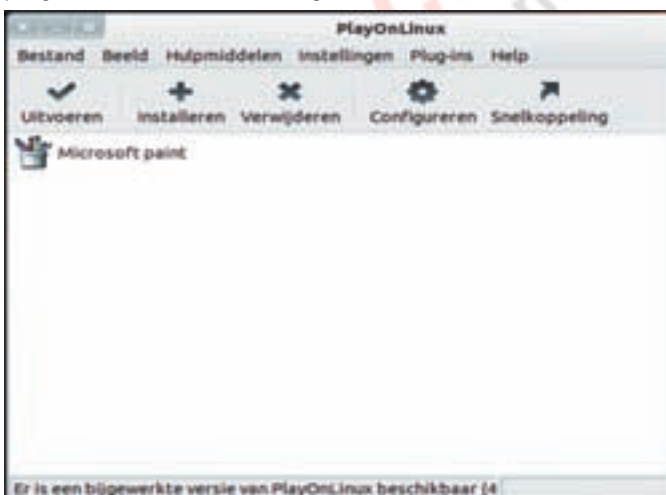 PlayOnLinux
Bestand Beeld Hulpmiddelen Instellingen Plug-ins Help
Uitvoeren Installeren Verwijderen Configureren Snelkoppeling
Microsoft paint
Er is een bijgewerkte versie van PlayOnLinux beschikbaar (4